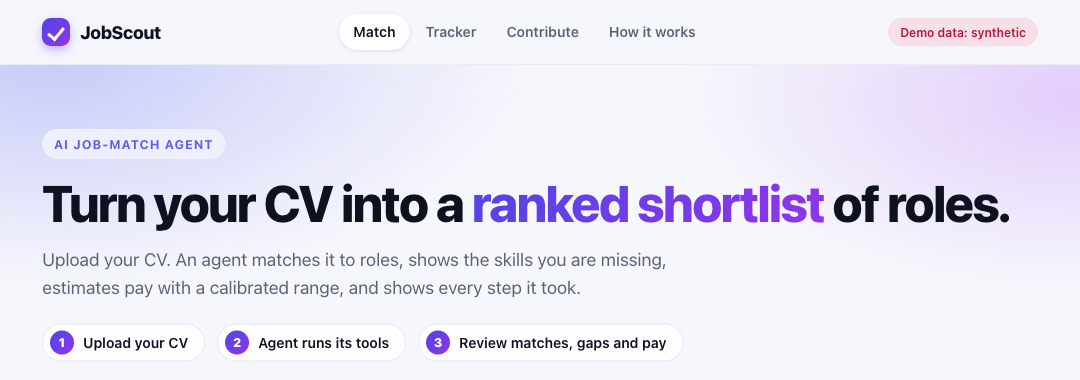 JobScout
Match
Tracker
Contribute
How it works
Demo data: synthetic
AI JOB-MATCH AGENT
Turn your CV into a ranked shortlist of roles.
Upload your CV. An agent matches it to roles, shows the skills you are missing,
estimates pay with a calibrated range, and shows every step it took.
1 Upload your CV
2 Agent runs its tools
3 Review matches, gaps and pay